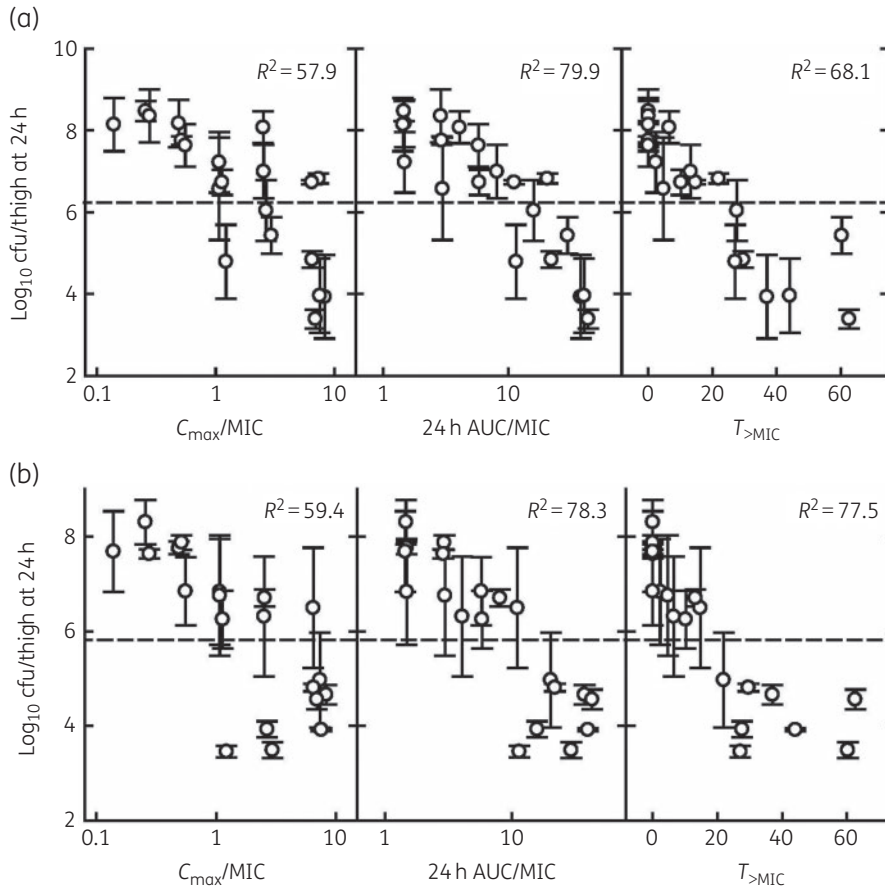 (a)
10
8
6
4
2
Log10 cfu/thigh at 24 h
R² = 57.9
R² = 79.9
R² = 68.1
0.1 1 10
1 10
0 20 40 60
Cmax/MIC
24 h AUC/MIC
T>MIC
(b)
8
6
4
2
Log10 cfu/thigh at 24 h
R² = 59.4
R² = 78.3
R² = 77.5
0.1 1 10
1 10
0 20 40 60
Cmax/MIC
24 h AUC/MIC
T>MIC